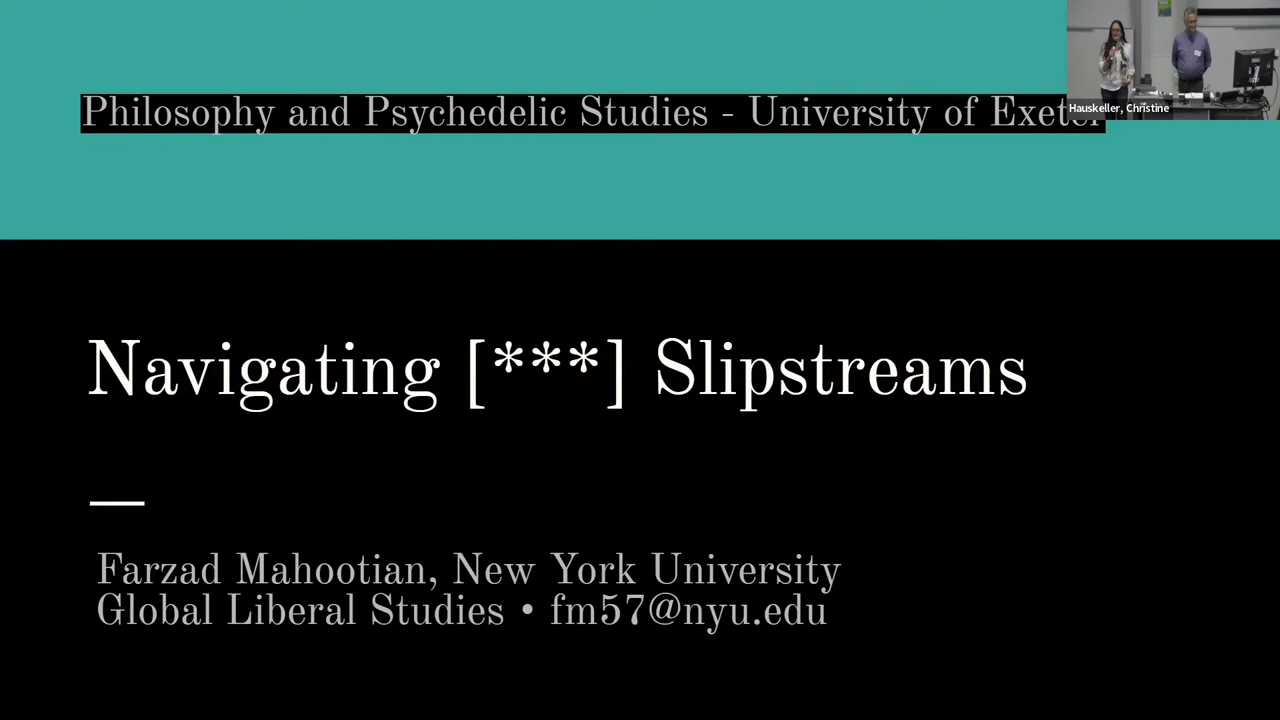 Philosophy and Psychedelic Studies - University of Exeter
Hauskeller, Christine
Navigating [***] Slipstreams
Farzad Mahootian, New York University
Global Liberal Studies • fm57@nyu.edu